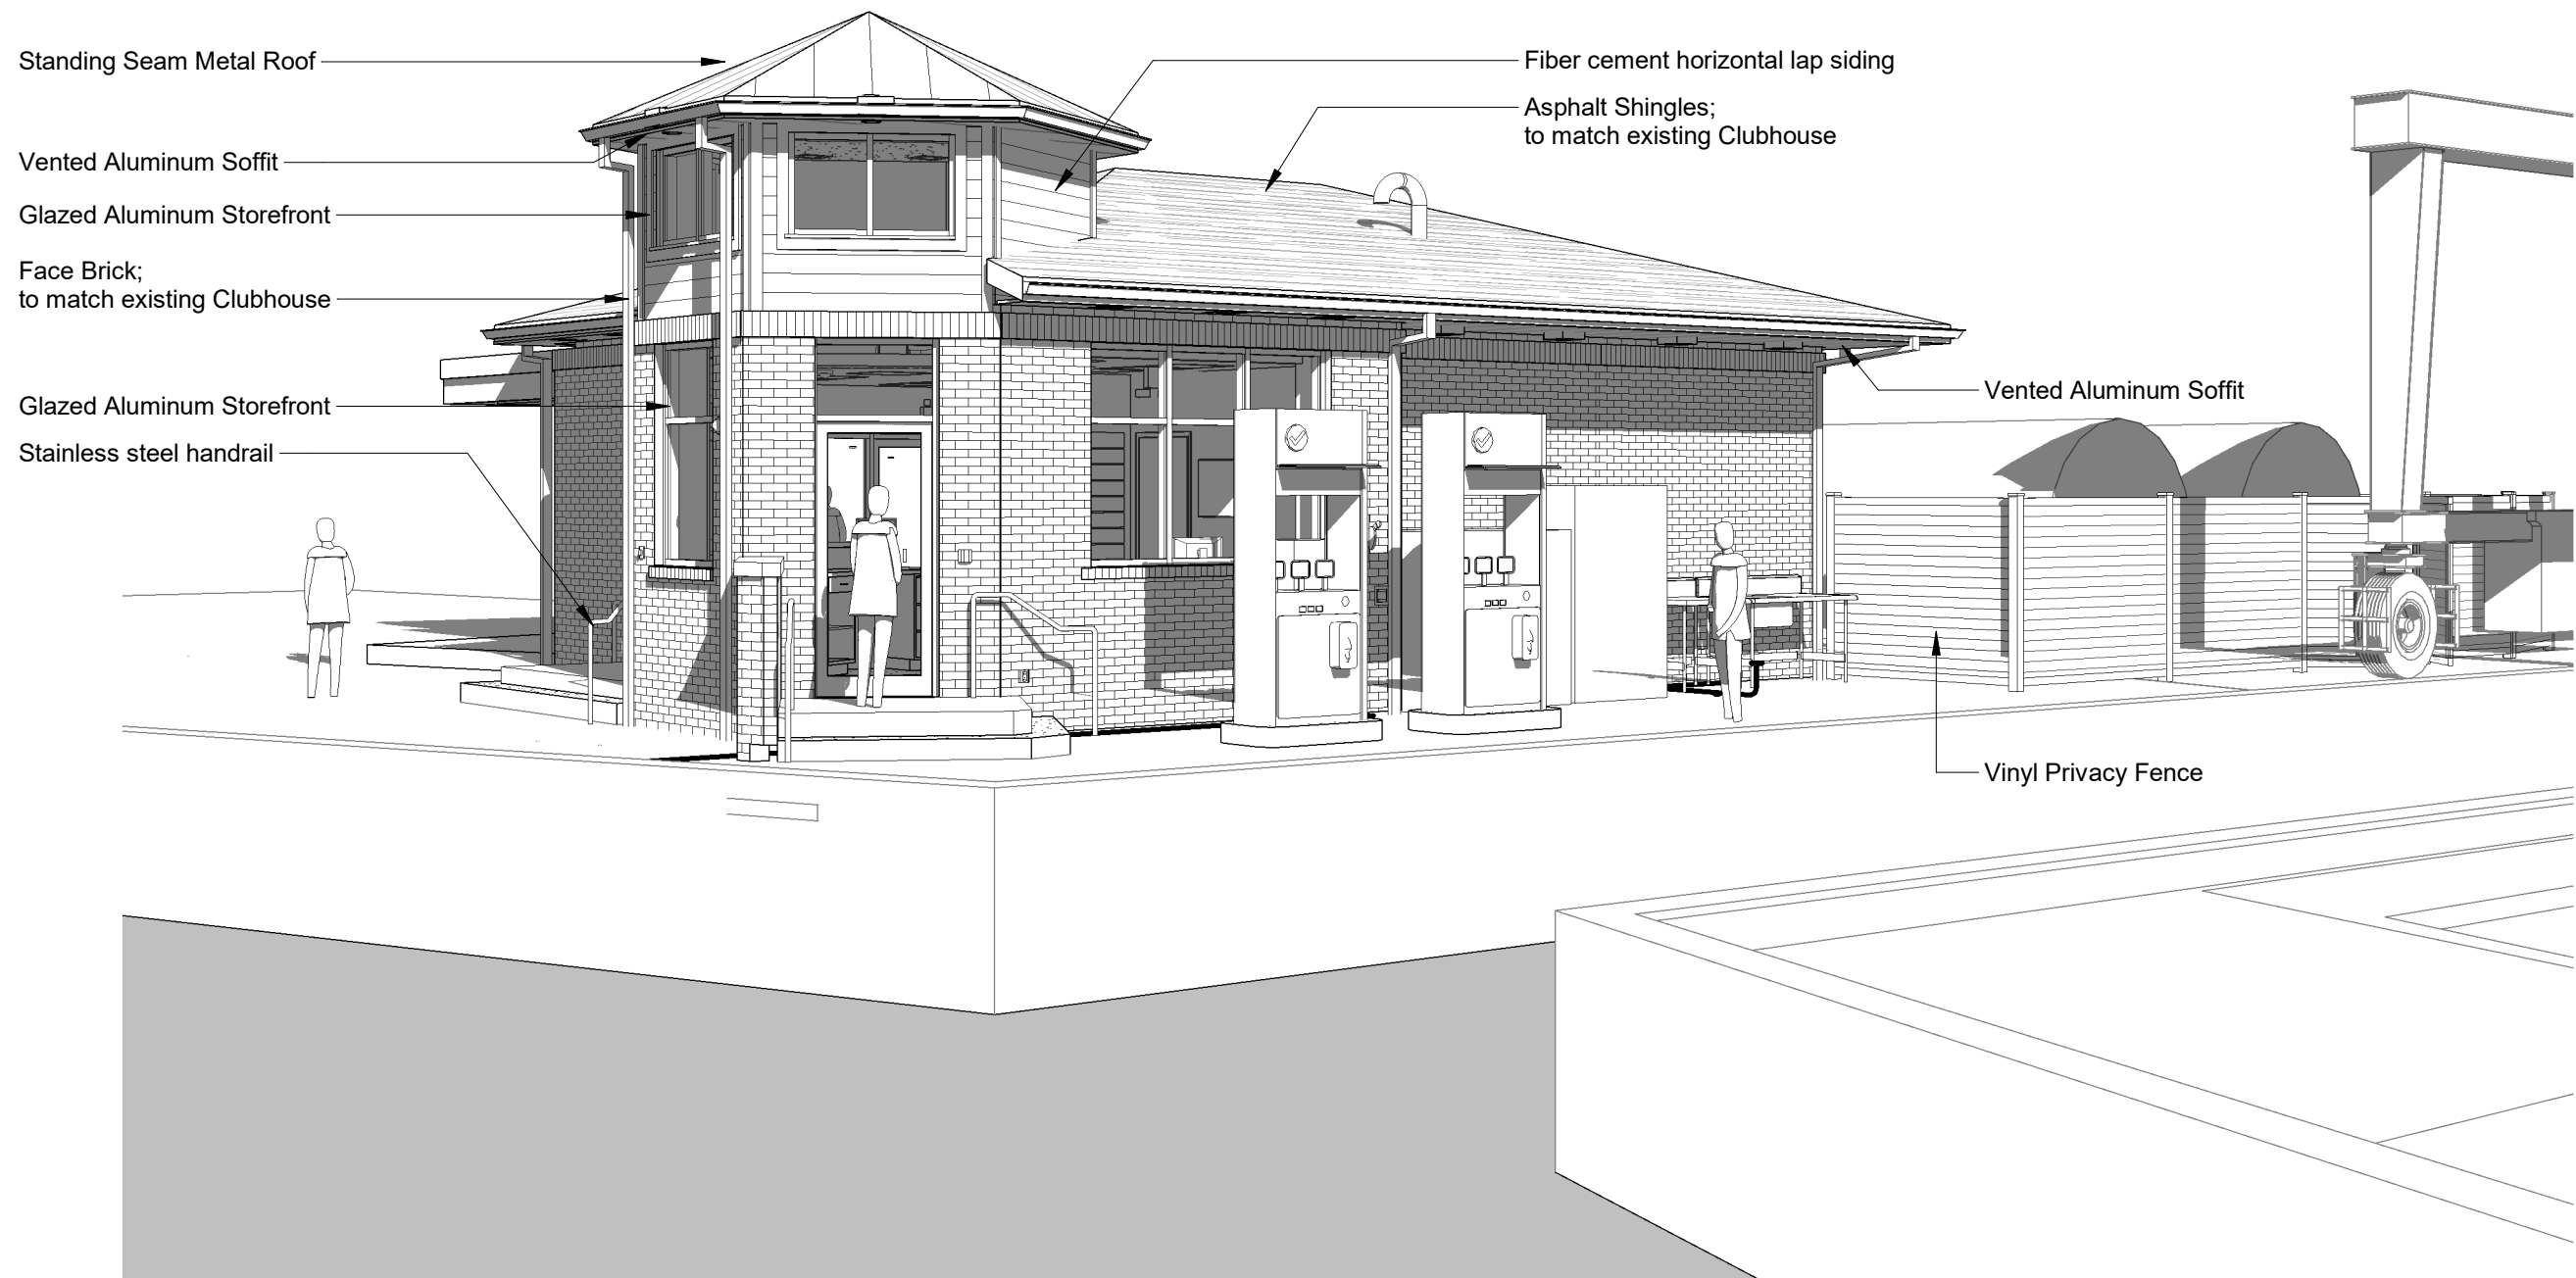 Standing Seam Metal Roof
Vented Aluminum Soffit
Glazed Aluminum Storefront
Face Brick;
to match existing Clubhouse
Glazed Aluminum Storefront
Stainless steel handrail
Fiber cement horizontal lap siding
Asphalt Shingles;
to match existing Clubhouse
Vented Aluminum Soffit
Vinyl Privacy Fence